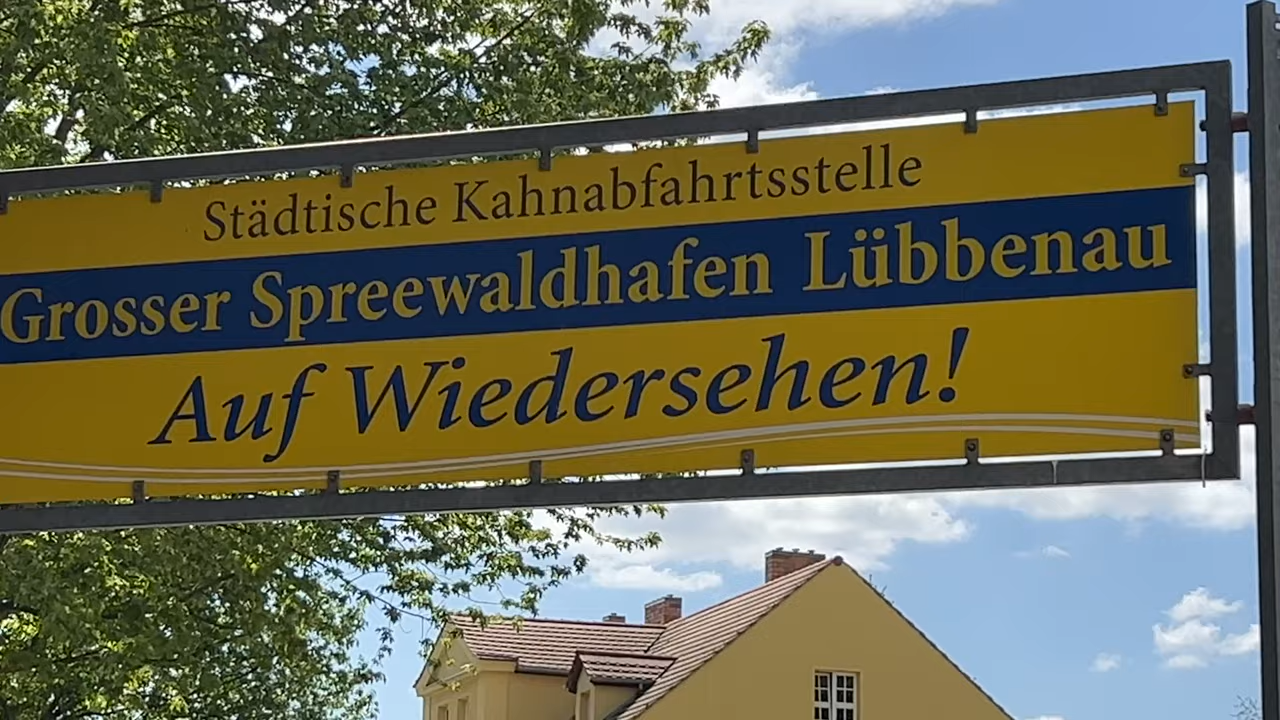 Städtische Kahnabfahrtsstelle
Grosser Spreewaldhafen Lübbenau
Auf Wiedersehen!